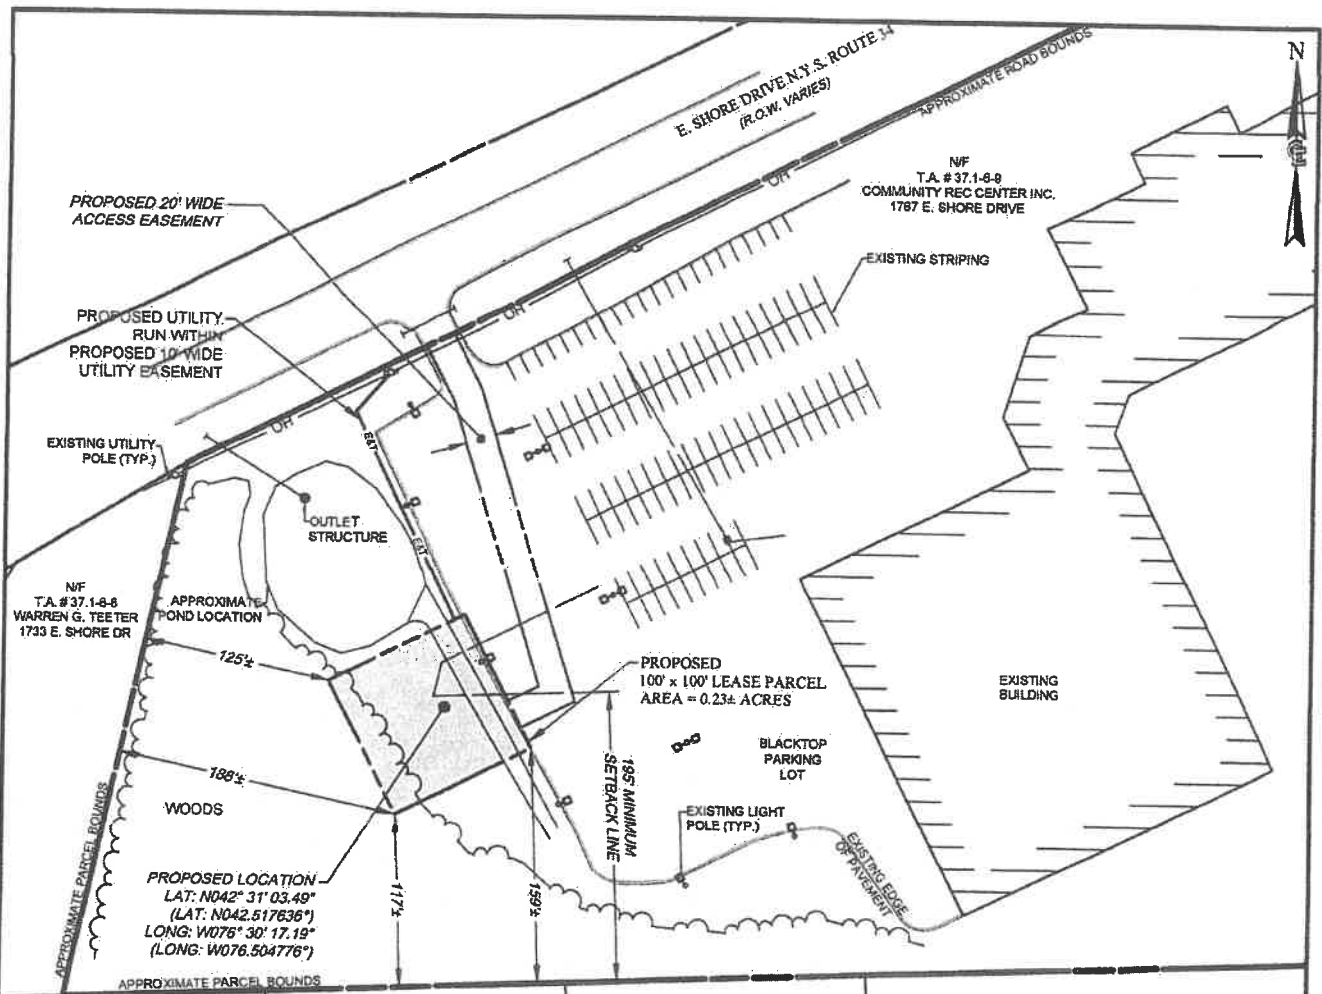 E. SHORE DRIVE N.Y.S. ROUTE 34
(R.O.W. VARIES)
APPROXIMATE ROAD BOUNDS
N
N/F
T.A. # 37.1-6-9
COMMUNITY REC CENTER INC.
1767 E. SHORE DRIVE
PROPOSED 20' WIDE
ACCESS EASEMENT
OH
EXISTING STRIPING
PROPOSED UTILITY
RUN WITHIN
PROPOSED 10' WIDE
UTILITY EASEMENT
OH
OH
E&T
EXISTING UTILITY
POLE (TYP.)
OUTLET
STRUCTURE
E&T
N/F
T.A. # 37.1-6-6
WARREN G. TEETER
1733 E. SHORE DR
APPROXIMATE
POND LOCATION
125'±
PROPOSED
100' x 100' LEASE PARCEL
AREA = 0.23± ACRES
EXISTING
BUILDING
188'±
WOODS
195' MINIMUM
SETBACK LINE
BLACKTOP
PARKING
LOT
EXISTING LIGHT
POLE (TYP.)
EXISTING EDGE
OF PAVEMENT
PROPOSED LOCATION
LAT: N042° 31' 03.49"
(LAT: N042.517636°)
LONG: W076° 30' 17.19"
(LONG: W076.504776°)
117'±
159'±
APPROXIMATE PARCEL BOUNDS
APPROXIMATE PARCEL BOUNDS